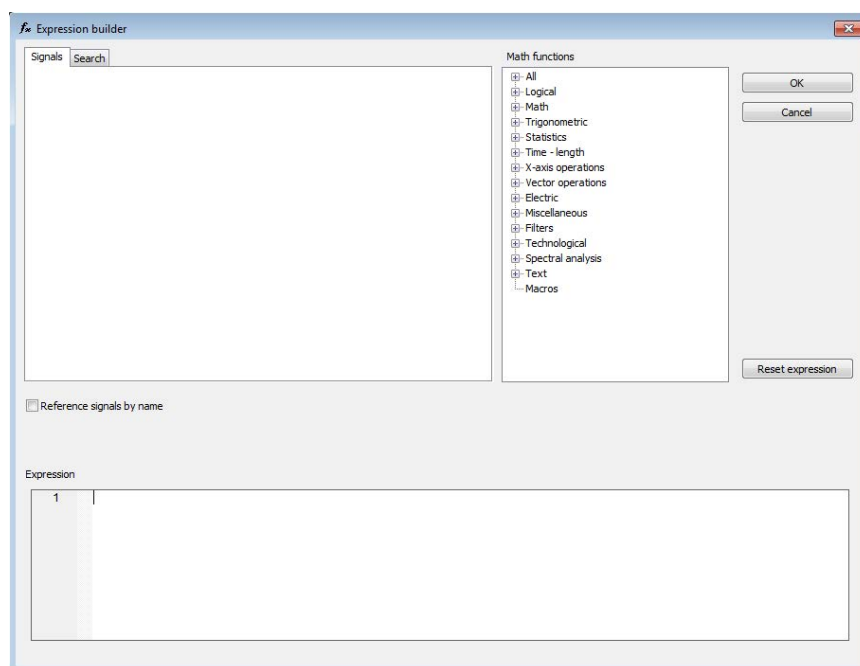 fx Expression builder
Signals
Search
Math functions
All
Logical
Math
Trigonometric
Statistics
Time - length
X-axis operations
Vector operations
Electric
Miscellaneous
Filters
Technological
Spectral analysis
Text
Macros
OK
Cancel
Reset expression
Reference signals by name
Expression
1